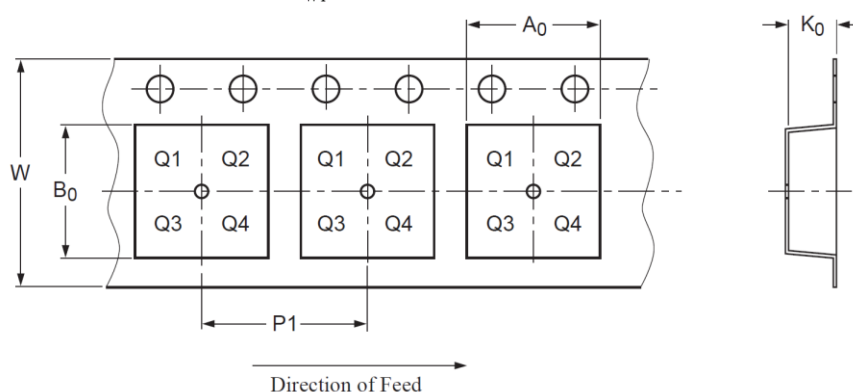 A0
K0
Q1 Q2 Q1 Q2 Q1 Q2
W
B0
Q3 Q4 Q3 Q4 Q3 Q4
P1
Direction of Feed